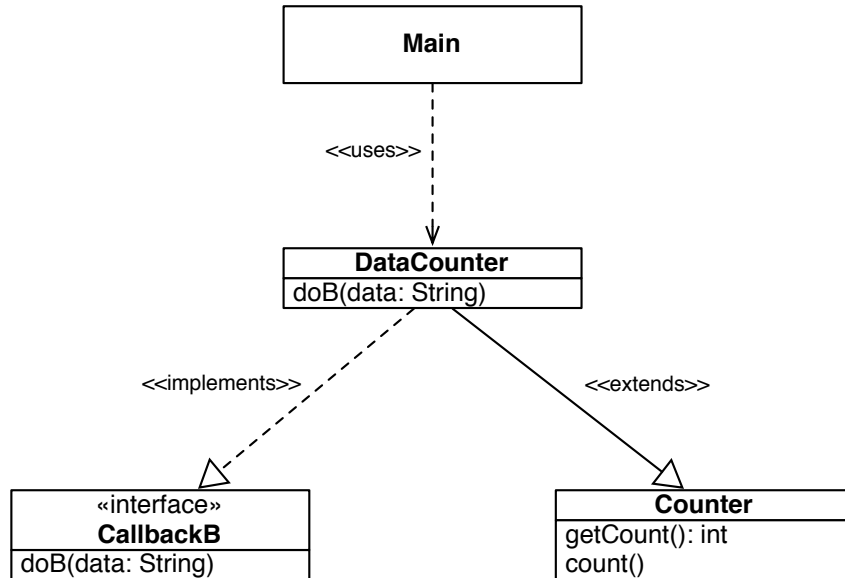 Main
<<uses>>
DataCounter
doB(data: String)
<<implements>>
<<extends>>
«interface»
CallbackB
doB(data: String)
Counter
getCount(): int
count()